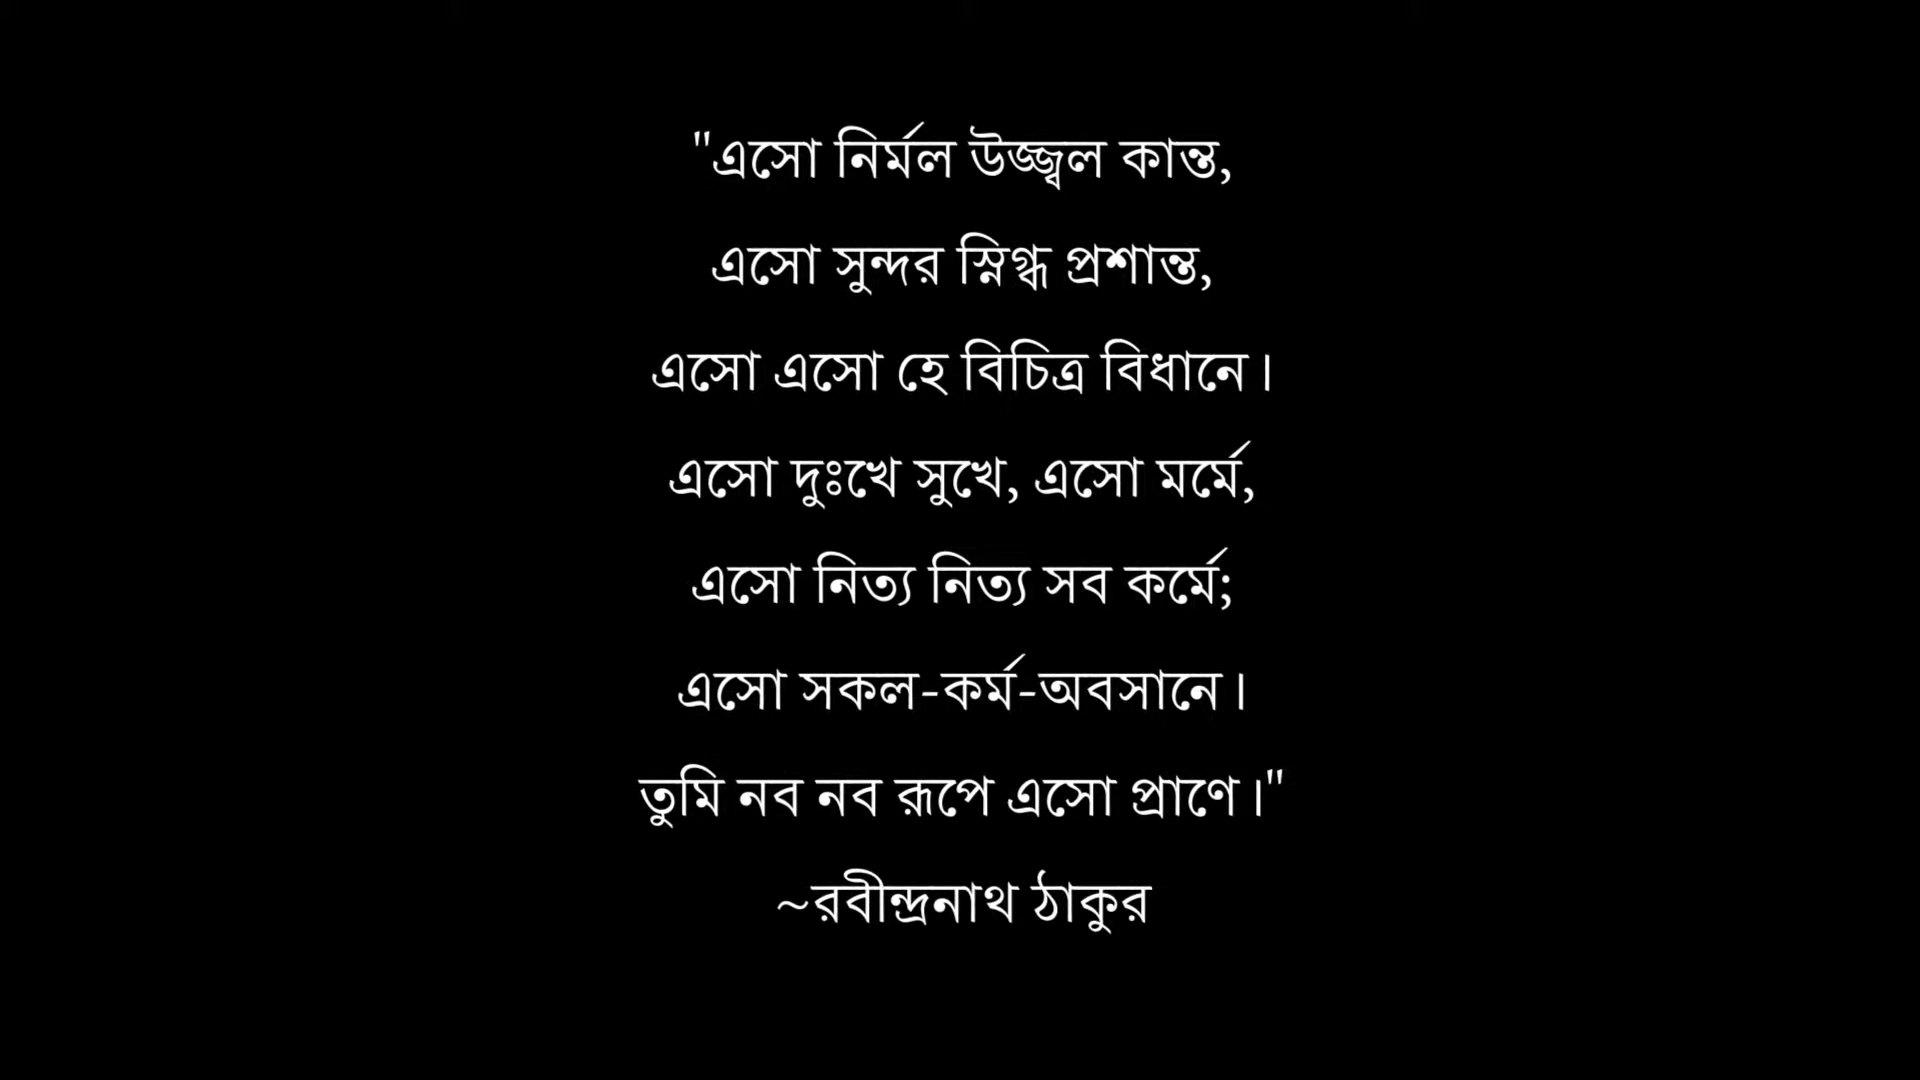 "এসো নির্মল উজ্জ্বল কান্ত,
এসো সুন্দর স্নিগ্ধ প্রশান্ত,
এসো এসো হে বিচিত্র বিধানে।
এসো দুঃখে সুখে, এসো মর্মে,
এসো নিত্য নিত্য সব কর্মে;
এসো সকল-কর্ম-অবসানে।
তুমি নব নব রূপে এসো প্রাণে।"
~রবীন্দ্রনাথ ঠাকুর